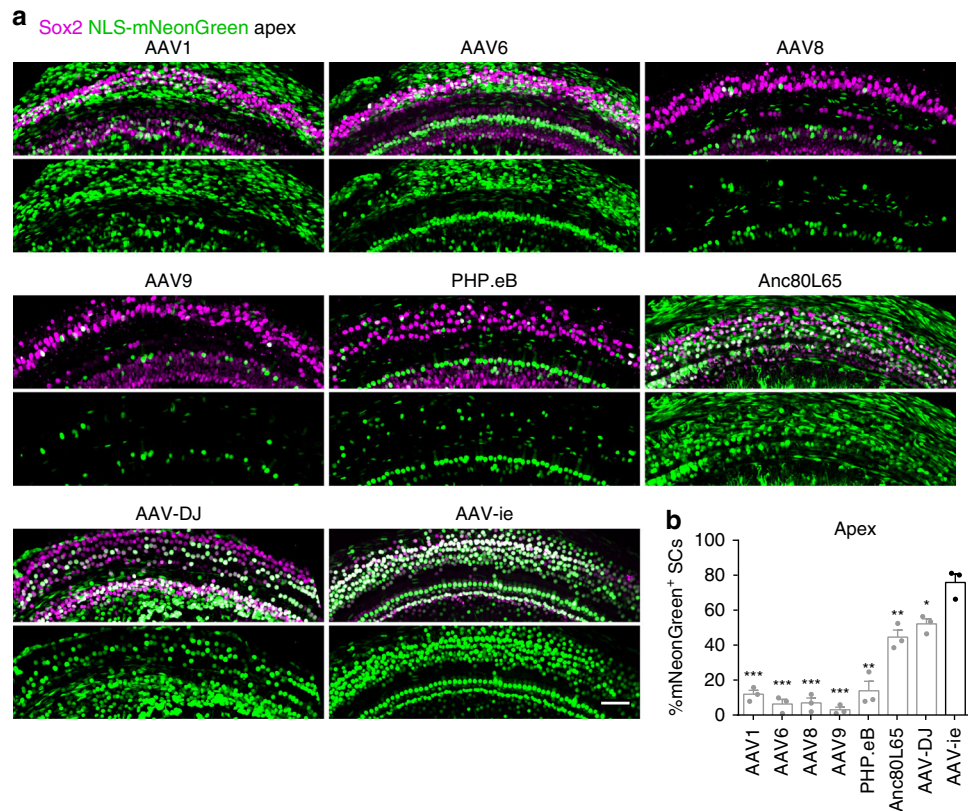 a
Sox2 NLS-mNeonGreen apex
AAV1 AAV6 AAV8
AAV9 PHP.eB Anc80L65
AAV-DJ AAV-ie
b
Apex
%mNeonGreen+ SCs
100
80
60
40
20
0
*** *** *** *** ** ** *
AAV1 AAV6 AAV8 AAV9 PHP.eB Anc80L65 AAV-DJ AAV-ie